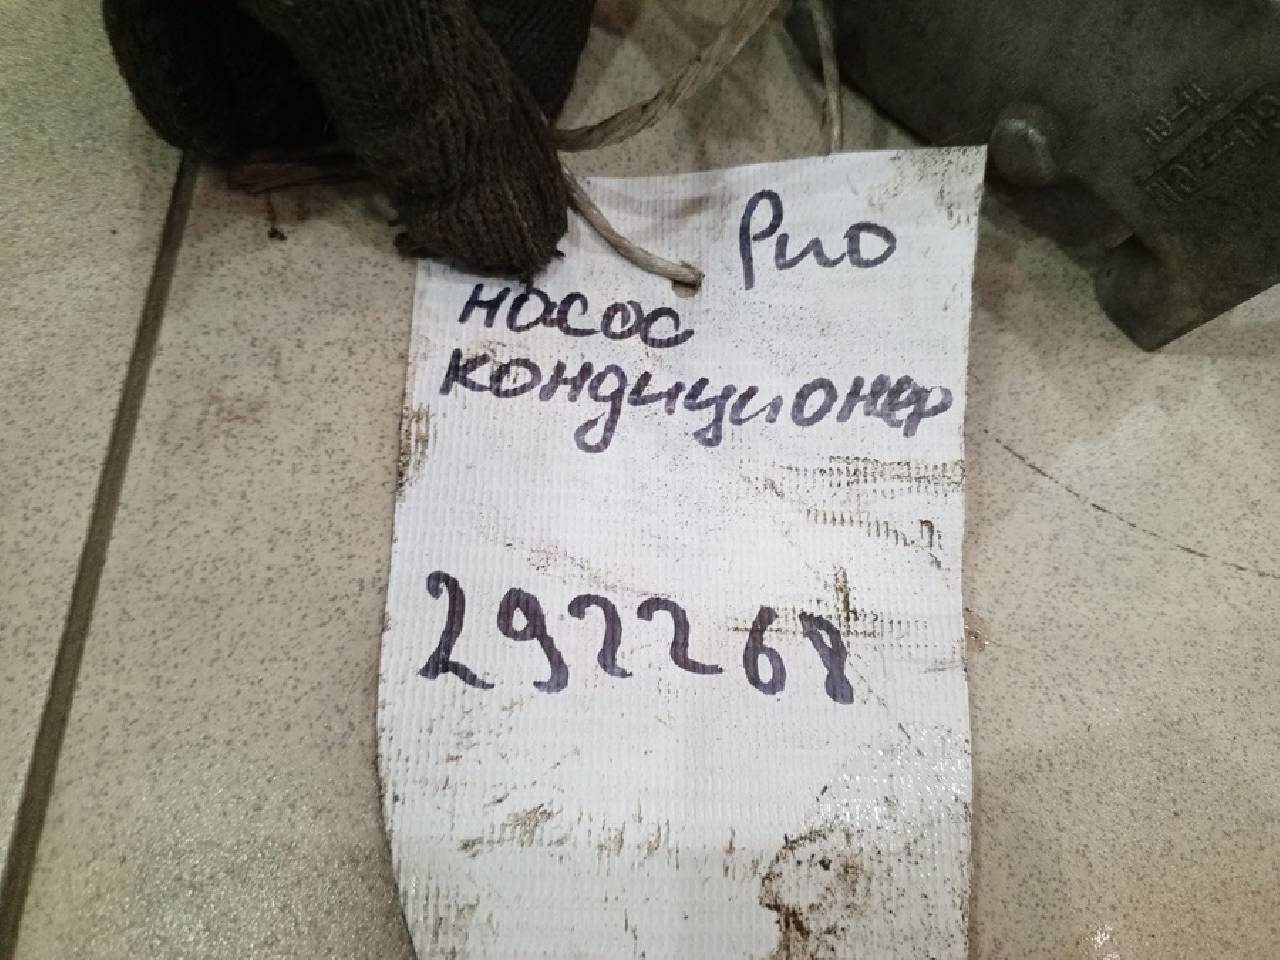 Рио
насос
кондиционер
292268